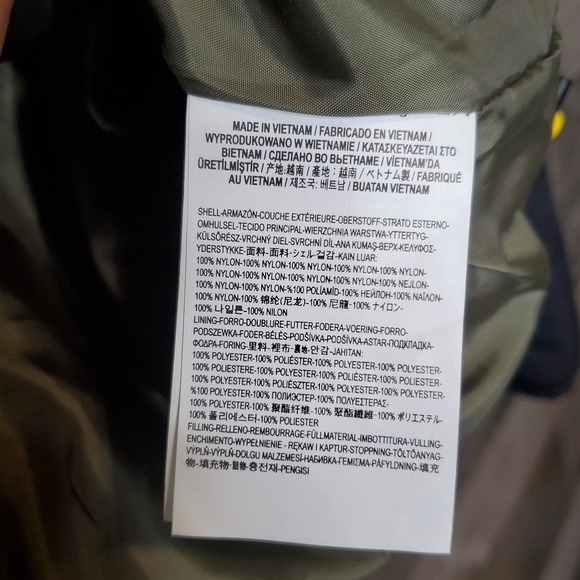 MADE IN VIETNAM / FABRICADO EN VIETNAM /
WYPRODUKOWANO W WIETNAMIE / ΚΑΤΑΣΚΕΥΑΖΕΤΑΙ ΣΤΟ
ΒΙΕΤΝΑΜ / СДЕЛАНО ВО ВЬЕТНАМЕ / VİETNAM'DA
ÜRETİLMİŞTİR / 产地:越南 / 產地：越南 / ベトナム製 / FABRIQUÉ
AU VIETNAM / 제조국: 베트남 / BUATAN VIETNAM
SHELL-ARMAZÓN-COUCHE EXTÉRIEURE-OBERSTOFF-STRATO ESTERNO-
OMHULSEL-TECIDO PRINCIPAL-WIERZCHNIA WARSTWA-YTTERTYG-
KÜLSŐRÉSZ-VRCHNÝ DIEL-SVRCHNÍ DÍL-ANA KUMAŞ-ВЕРХ-ΚΕΛΥΦΟΣ-
YDERSTYKKE-面料-面料-シェル-겉감-KAIN LUAR:
100% NYLON-100% NYLON-100% NYLON-100% NYLON-100% NYLON-
100% NYLON-100% NYLON-100% NYLON-100% NYLON-100% NEJLON-
100% NYLON-100% NYLON-%100 POLİAMİD-100% НЕЙЛОН-100% ΝΑΪΛΟΝ-
100% NYLON-100% 锦纶(尼龙)-100% 尼龍-100% ナイロン-
100% 나일론-100% NILON
LINING-FORRO-DOUBLURE-FUTTER-FODERA-VOERING-FORRO-
PODSZEWKA-FODER-BÉLÉS-PODŠÍVKA-PODŠÍVKA-ASTAR-ПОДКЛАДКА-
ΦΟΔΡΑ-FORING-里料-裡布-裏地-안감-JAHITAN:
100% POLYESTER-100% POLIÉSTER-100% POLYESTER-100% POLYESTER-
100% POLIESTERE-100% POLYESTER-100% POLIÉSTER-100% POLIESTER-
100% POLYESTER-100% POLIÉSZTER-100% POLYESTER-100% POLYESTER-
%100 POLYESTER-100% ПОЛИЭСТЕР-100% ΠΟΛΥΕΣΤΕΡΑΣ-
100% POLYESTER-100% 聚酯纤维-100% 聚酯纖維-100% ポリエステル-
100% 폴리에스터-100% POLIESTER
FILLING-RELLENO-REMBOURRAGE-FÜLLMATERIAL-IMBOTTITURA-VULLING-
ENCHIMENTO-WYPEŁNIENIE - RĘKAW I KAPTUR-STOPPNING-TÖLTŐANYAG-
VÝPLŇ-VÝPLŇ-DOLGU MALZEMESİ-НАБИВКА-ΓΕΜΙΣΜΑ-PÅFYLDNING-填充
物-填充物-詰物-충전재-PENGISI